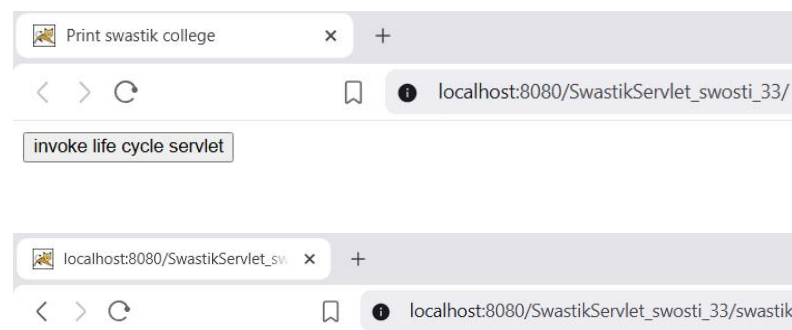 Print swastik college
localhost:8080/SwastikServlet_swosti_33/
invoke life cycle servlet
localhost:8080/SwastikServlet_sw
localhost:8080/SwastikServlet_swosti_33/swastik